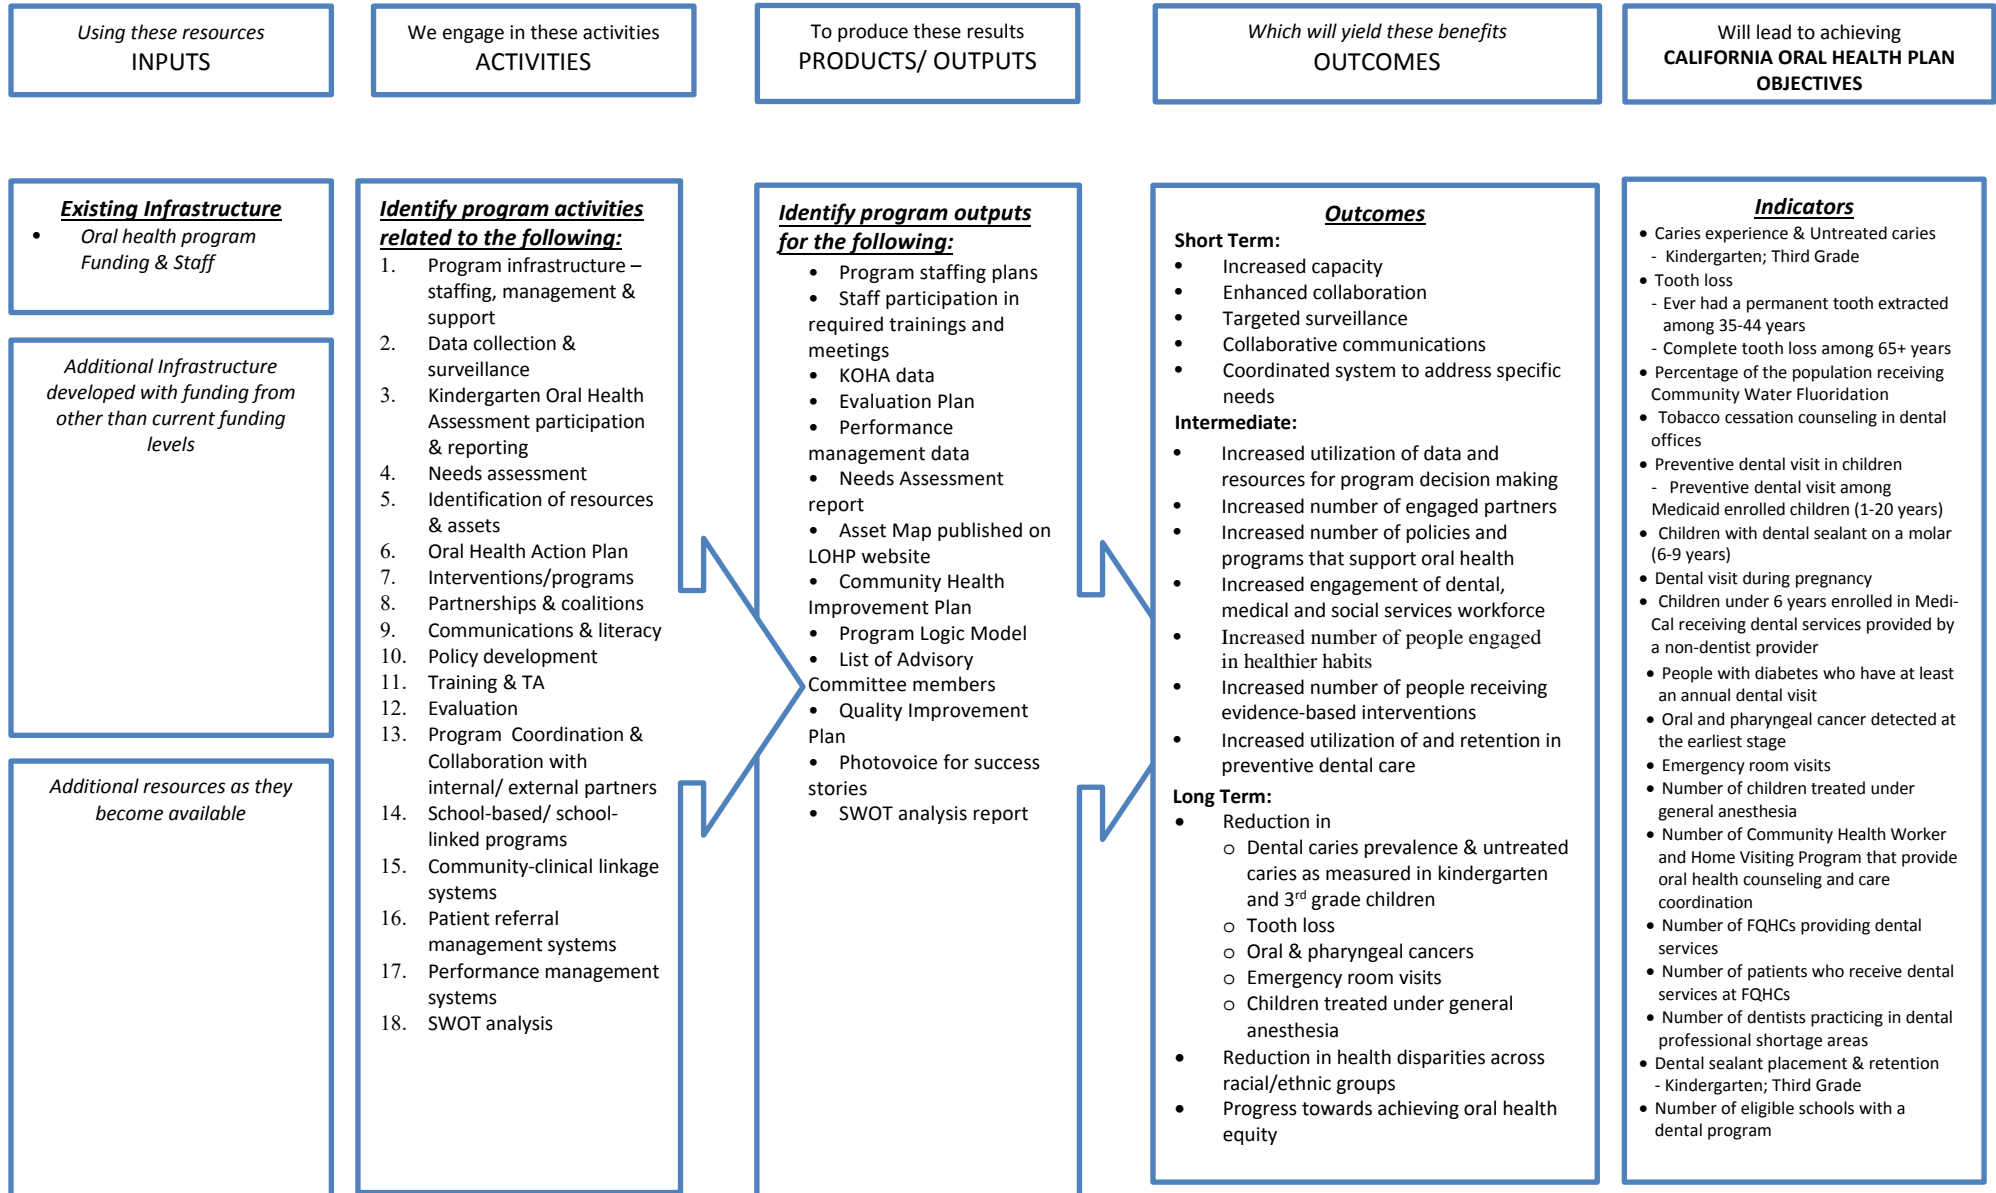 Using these resources
INPUTS
We engage in these activities
ACTIVITIES
To produce these results
PRODUCTS/ OUTPUTS
Which will yield these benefits
OUTCOMES
Will lead to achieving
CALIFORNIA ORAL HEALTH PLAN
OBJECTIVES
Existing Infrastructure
• Oral health program
Funding & Staff
Additional Infrastructure
developed with funding from
other than current funding
levels
Additional resources as they
become available
Identify program activities
related to the following:
1. Program infrastructure –
staffing, management &
support
2. Data collection &
surveillance
3. Kindergarten Oral Health
Assessment participation
& reporting
4. Needs assessment
5. Identification of resources
& assets
6. Oral Health Action Plan
7. Interventions/programs
8. Partnerships & coalitions
9. Communications & literacy
10. Policy development
11. Training & TA
12. Evaluation
13. Program Coordination &
Collaboration with
internal/ external partners
14. School-based/ school-
linked programs
15. Community-clinical linkage
systems
16. Patient referral
management systems
17. Performance management
systems
18. SWOT analysis
Identify program outputs
for the following:
• Program staffing plans
• Staff participation in
required trainings and
meetings
• KOHA data
• Evaluation Plan
• Performance
management data
• Needs Assessment
report
• Asset Map published on
LOHP website
• Community Health
Improvement Plan
• Program Logic Model
• List of Advisory
Committee members
• Quality Improvement
Plan
• Photovoice for success
stories
• SWOT analysis report
Outcomes
Short Term:
• Increased capacity
• Enhanced collaboration
• Targeted surveillance
• Collaborative communications
• Coordinated system to address specific
needs
Intermediate:
• Increased utilization of data and
resources for program decision making
• Increased number of engaged partners
• Increased number of policies and
programs that support oral health
• Increased engagement of dental,
medical and social services workforce
• Increased number of people engaged
in healthier habits
• Increased number of people receiving
evidence-based interventions
• Increased utilization of and retention in
preventive dental care
Long Term:
• Reduction in
o Dental caries prevalence & untreated
caries as measured in kindergarten
and 3rd grade children
o Tooth loss
o Oral & pharyngeal cancers
o Emergency room visits
o Children treated under general
anesthesia
• Reduction in health disparities across
racial/ethnic groups
• Progress towards achieving oral health
equity
Indicators
• Caries experience & Untreated caries
- Kindergarten; Third Grade
• Tooth loss
- Ever had a permanent tooth extracted
among 35-44 years
- Complete tooth loss among 65+ years
• Percentage of the population receiving
Community Water Fluoridation
• Tobacco cessation counseling in dental
offices
• Preventive dental visit in children
- Preventive dental visit among
Medicaid enrolled children (1-20 years)
• Children with dental sealant on a molar
(6-9 years)
• Dental visit during pregnancy
• Children under 6 years enrolled in Medi-
Cal receiving dental services provided by
a non-dentist provider
• People with diabetes who have at least
an annual dental visit
• Oral and pharyngeal cancer detected at
the earliest stage
• Emergency room visits
• Number of children treated under
general anesthesia
• Number of Community Health Worker
and Home Visiting Program that provide
oral health counseling and care
coordination
• Number of FQHCs providing dental
services
• Number of patients who receive dental
services at FQHCs
• Number of dentists practicing in dental
professional shortage areas
• Dental sealant placement & retention
- Kindergarten; Third Grade
• Number of eligible schools with a
dental program